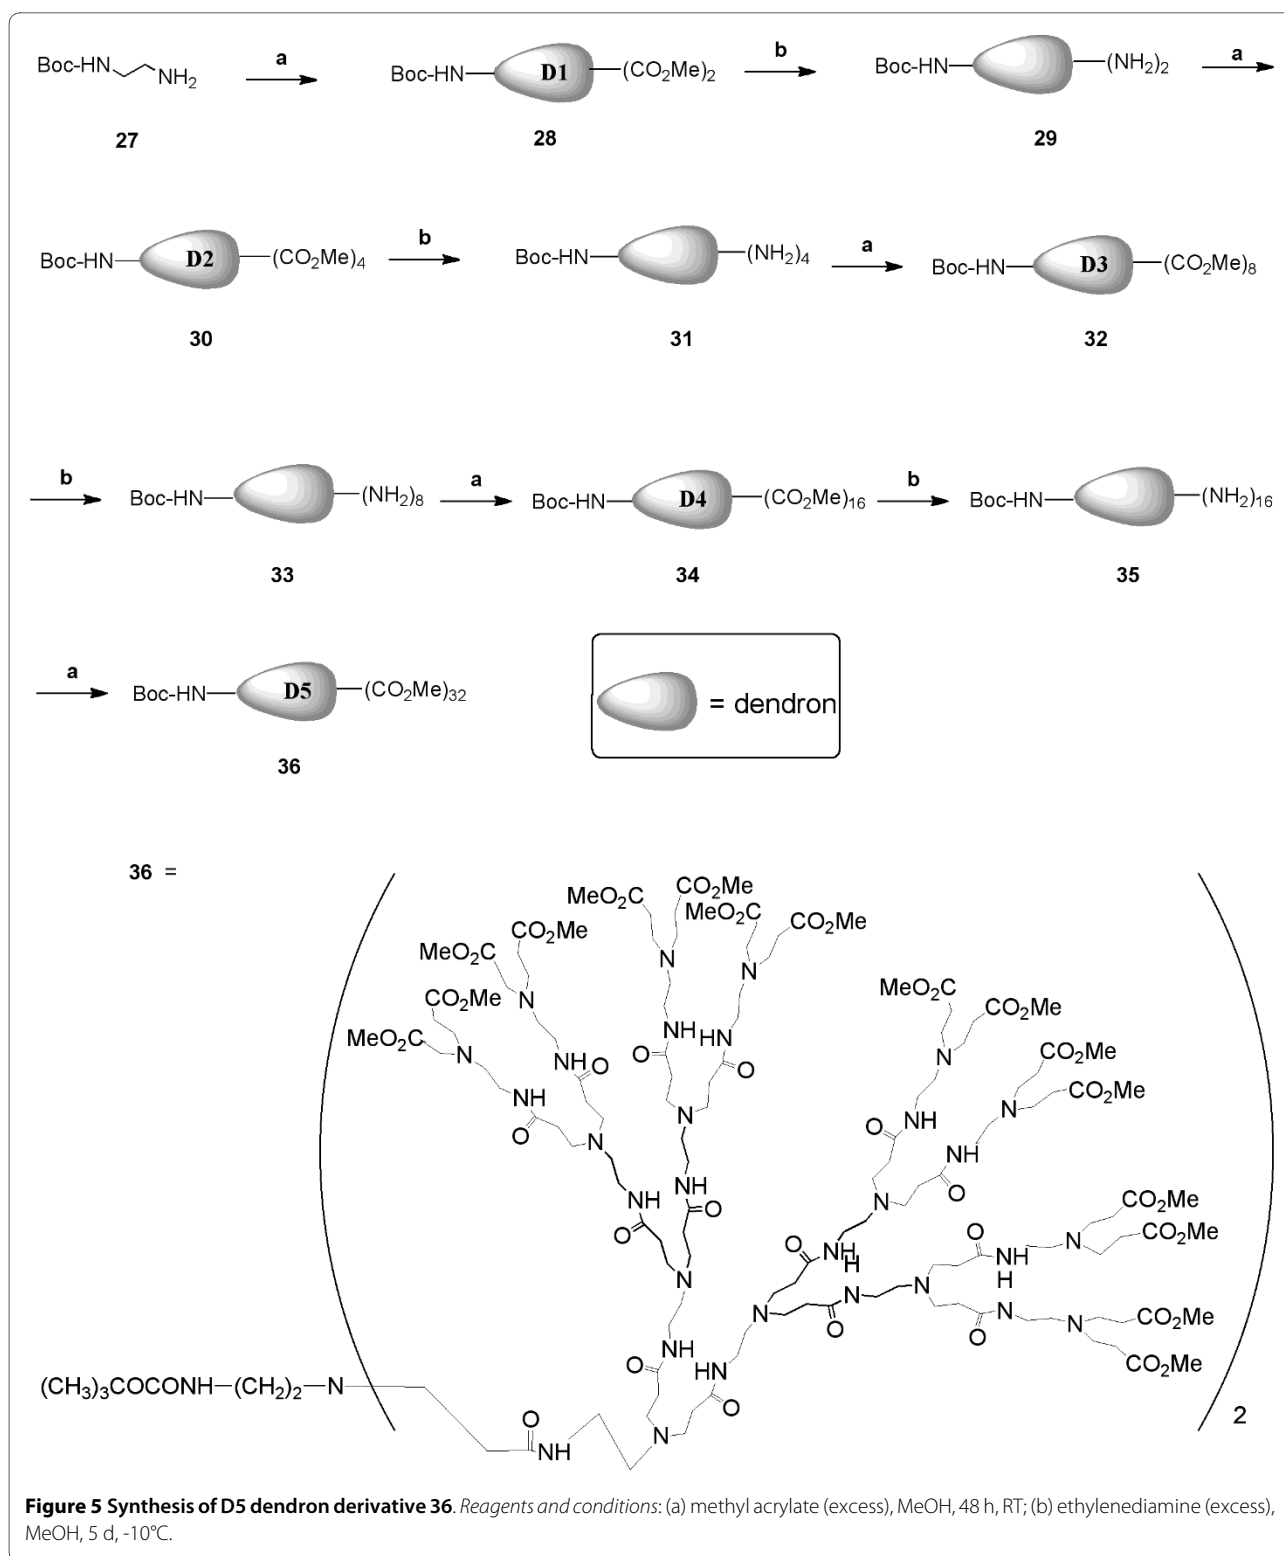 Boc-HN NH₂ a Boc-HN D1 (CO₂Me)₂ b Boc-HN (NH₂)₂ a
27 28 29
Boc-HN D2 (CO₂Me)₄ b Boc-HN (NH₂)₄ a Boc-HN D3 (CO₂Me)₈
30 31 32
b Boc-HN (NH₂)₈ a Boc-HN D4 (CO₂Me)₁₆ b Boc-HN (NH₂)₁₆
33 34 35
a Boc-HN D5 (CO₂Me)₃₂ = dendron
36
36 =
MeO₂C CO₂Me MeO₂C CO₂Me
CO₂Me MeO₂C
N N
CO₂Me MeO₂C N
MeO₂C CO₂Me
MeO₂C N
NH HN
CO₂Me
O O
N CO₂Me
NH O
NH
N
NH O
N
O
O
NH
N
HN
N
O
NH
NH
N
CO₂Me
O
O
O
CO₂Me
O
NH
H
O
NH
N
H
N
N
N
O
N
N
CO₂Me
O
CO₂Me
NH
O
HN
O
(CH₃)₃COCONH–(CH₂)₂–N
O
NH
N
2
Figure 5 Synthesis of D5 dendron derivative 36. Reagents and conditions: (a) methyl acrylate (excess), MeOH, 48 h, RT; (b) ethylenediamine (excess),
MeOH, 5 d, -10°C.